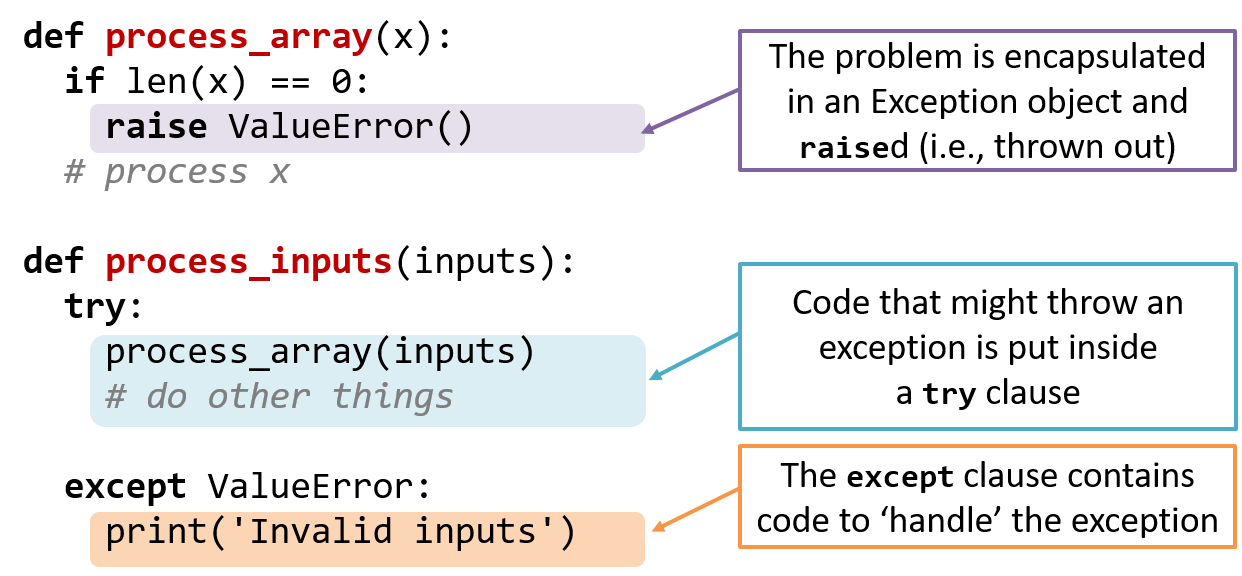 def process_array(x):
if len(x) == 0:
raise ValueError()
# process x
def process_inputs(inputs):
try:
process_array(inputs)
# do other things
except ValueError:
print('Invalid inputs')
The problem is encapsulated
in an Exception object and
raised (i.e., thrown out)
Code that might throw an
exception is put inside
a try clause
The except clause contains
code to ‘handle’ the exception